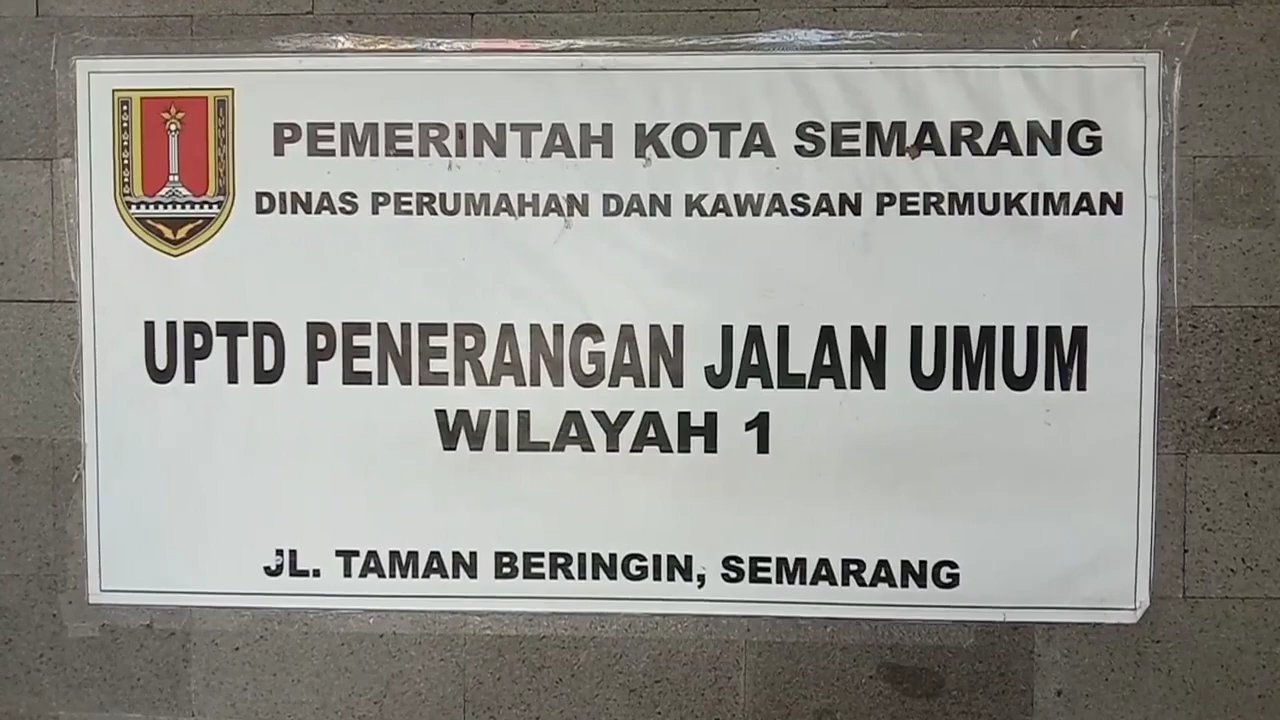 PEMERINTAH KOTA SEMARANG
DINAS PERUMAHAN DAN KAWASAN PERMUKIMAN
UPTD PENERANGAN JALAN UMUM
WILAYAH 1
JL. TAMAN BERINGIN, SEMARANG